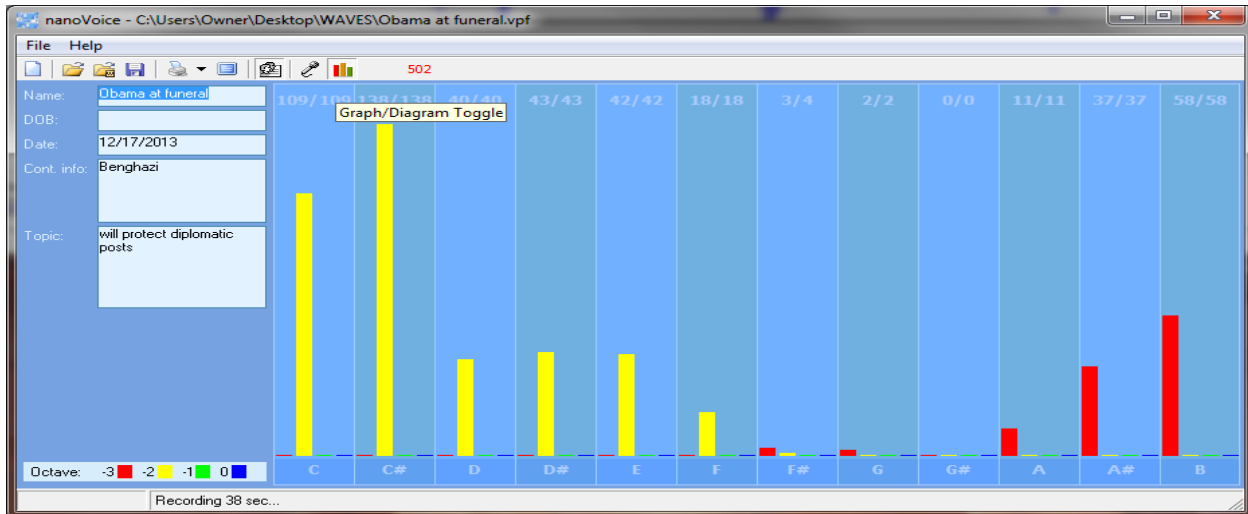 nanoVoice - C:\Users\Owner\Desktop\WAVES\Obama at funeral.vpf
File Help
502
Name: Obama at funeral
DOB:
Date: 12/17/2013
Cont. info: Benghazi
Topic: will protect diplomatic
posts
109/109 138/138 40/40 43/43 42/42 18/18 3/4 2/2 0/0 11/11 37/37 58/58
Graph/Diagram Toggle
Octave: -3 -2 -1 0
C C# D D# E F F# G G# A A# B
Recording 38 sec...